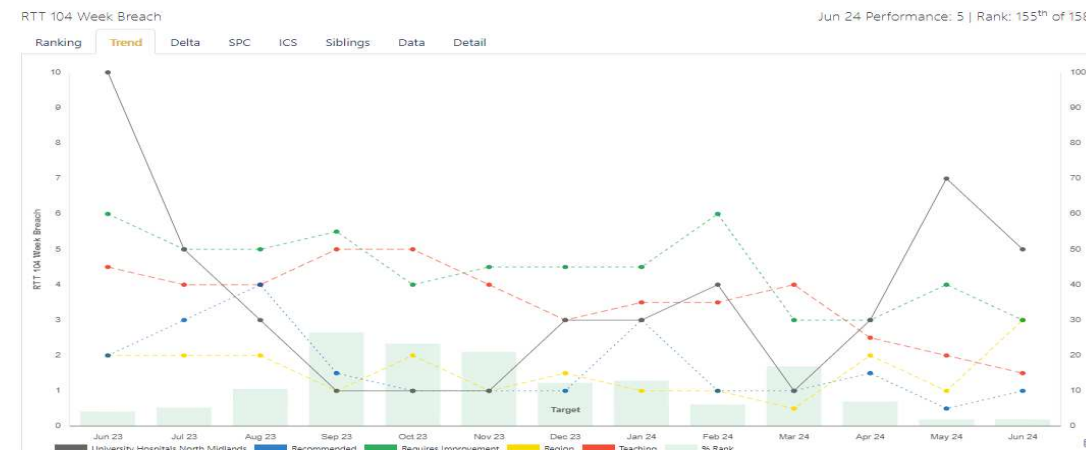 RTT 104 Week Breach
Jun 24 Performance: 5 | Rank: 155th of 158
Ranking Trend Delta SPC ICS Siblings Data Detail
10 100
9 90
8 80
7 70
6 60
5 50
4 40
3 30
2 20
1 10
0 0
RTT 104 Week Breach
Target
Jun 23 Jul 23 Aug 23 Sep 23 Oct 23 Nov 23 Dec 23 Jan 24 Feb 24 Mar 24 Apr 24 May 24 Jun 24
University Hospitals North Midlands Recommended Requires Improvement Region Teaching % Rank